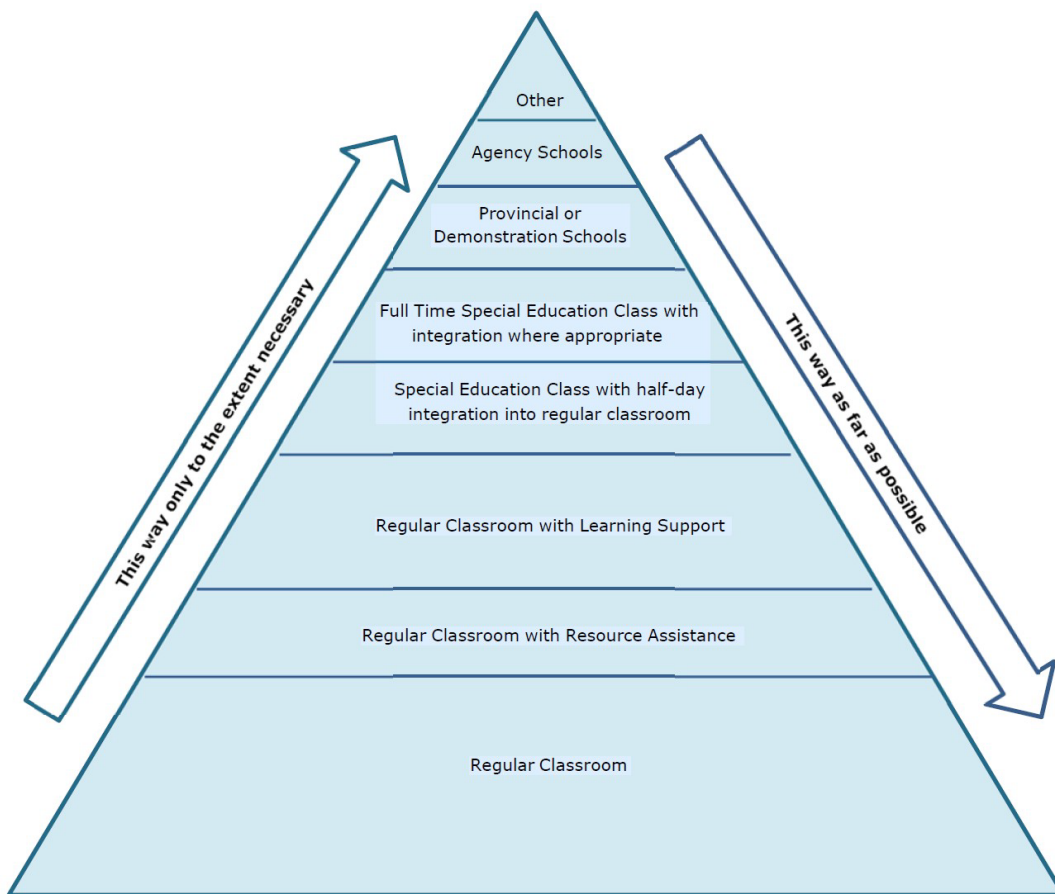 Other
Agency Schools
Provincial or
Demonstration Schools
Full Time Special Education Class with
integration where appropriate
Special Education Class with half-day
integration into regular classroom
Regular Classroom with Learning Support
Regular Classroom with Resource Assistance
Regular Classroom
This way only to the extent necessary
This way as far as possible